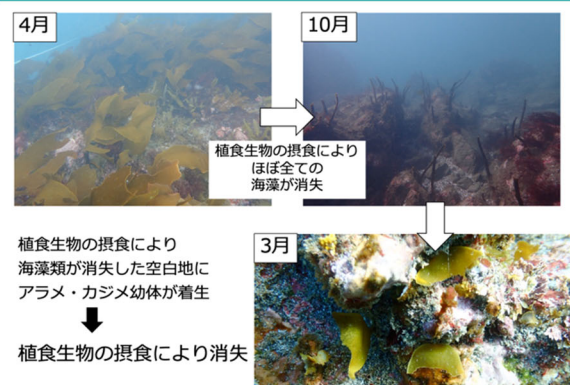 4月
10月
植食生物の摂食により
ほぼ全ての
海藻が消失
3月
植食生物の摂食により
海藻類が消失した空白地に
アラメ・カジメ幼体が着生
植食生物の摂食により消失